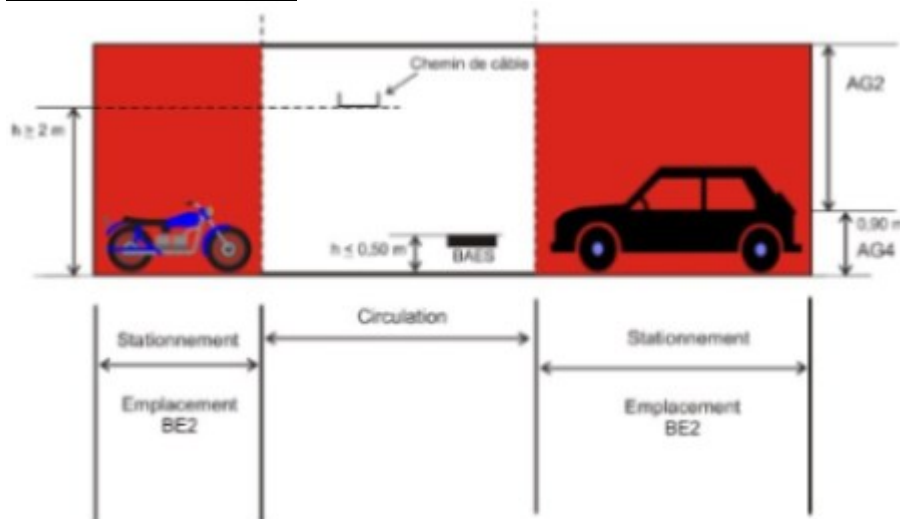 Chemin de câble
AG2
h ≥ 2 m
0,90 m
h ≤ 0,50 m
BAES
AG4
Circulation
Stationnement
Stationnement
Emplacement
BE2
Emplacement
BE2